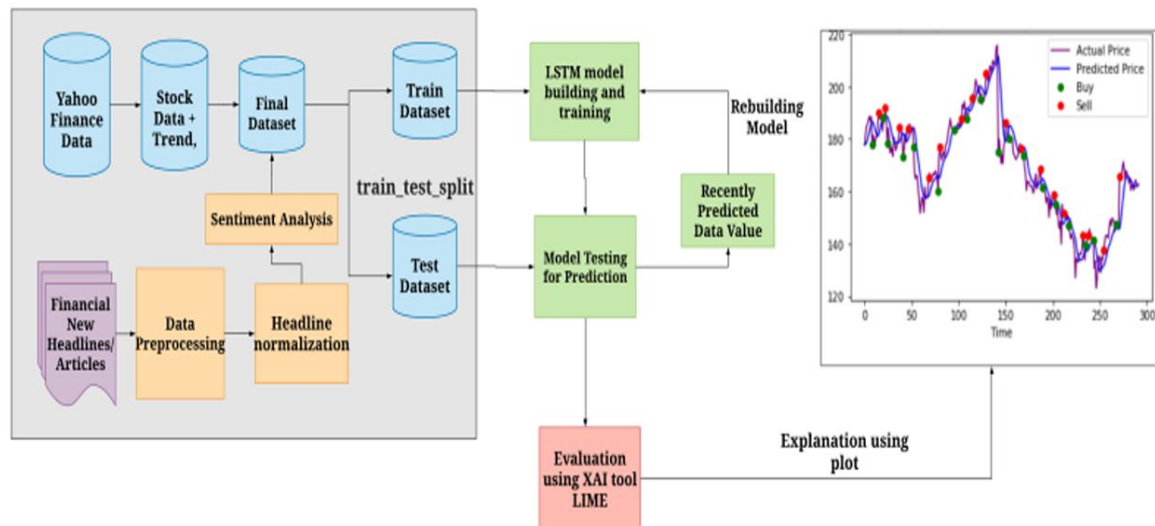 Yahoo
Finance
Data
Stock
Data +
Trend,
Final
Dataset
Train
Dataset
train_test_split
Sentiment Analysis
Test
Dataset
Financial
New
Headlines/
Articles
Data
Preprocessing
Headline
normalization
LSTM model
building and
training
Rebuilding
Model
Recently
Predicted
Data Value
Model Testing
for Prediction
Evaluation
using XAI tool
LIME
Explanation using
plot
220
200
180
160
140
120
Actual Price
Predicted Price
Buy
Sell
0
50
100
150
200
250
300
Time